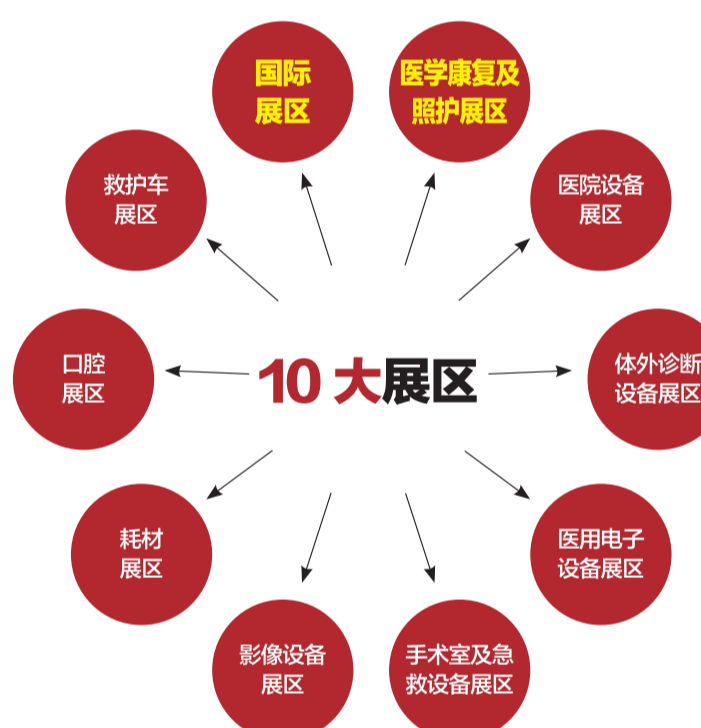 国际
展区
医学康复及
照护展区
救护车
展区
医院设备
展区
口腔
展区
10 大展区
体外诊断
设备展区
耗材
展区
医用电子
设备展区
影像设备
展区
手术室及急
救设备展区